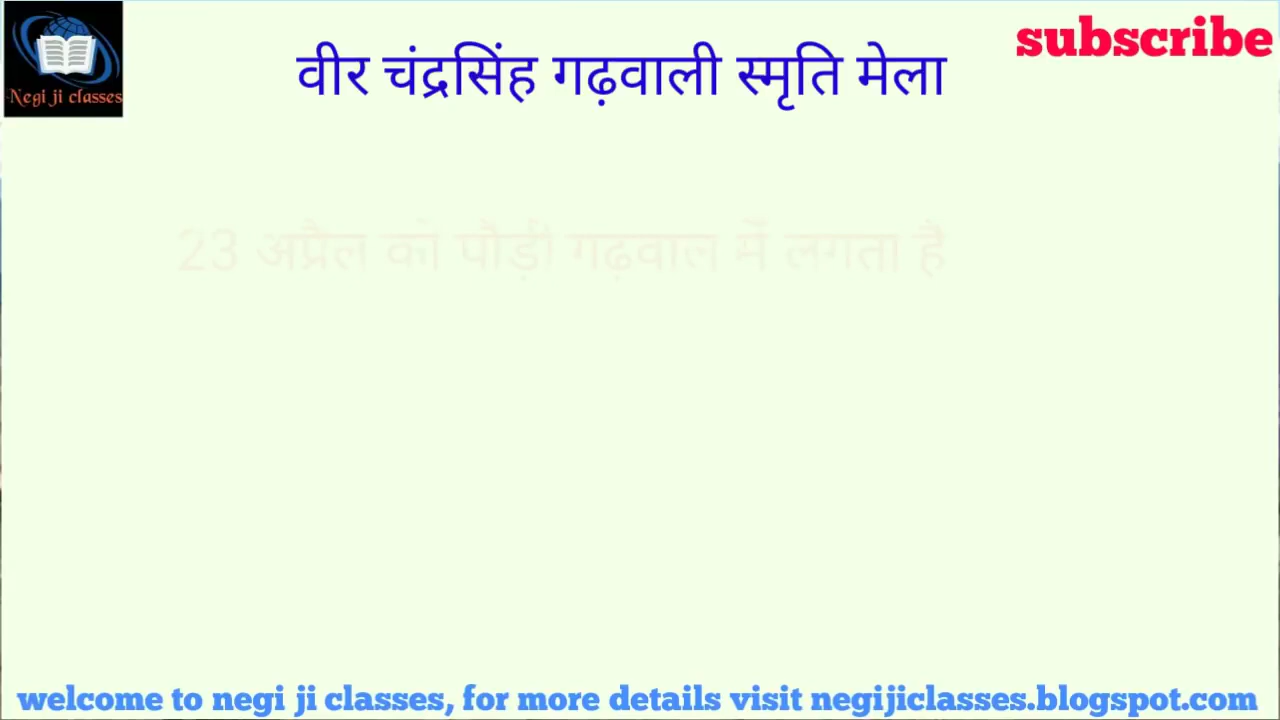 subscribe
वीर चंद्रसिंह गढ़वाली स्मृति मेला
Negi ji classes
23 अप्रैल को पौड़ी गढ़वाल में लगता है
welcome to negi ji classes, for more details visit negijiclasses.blogspot.com